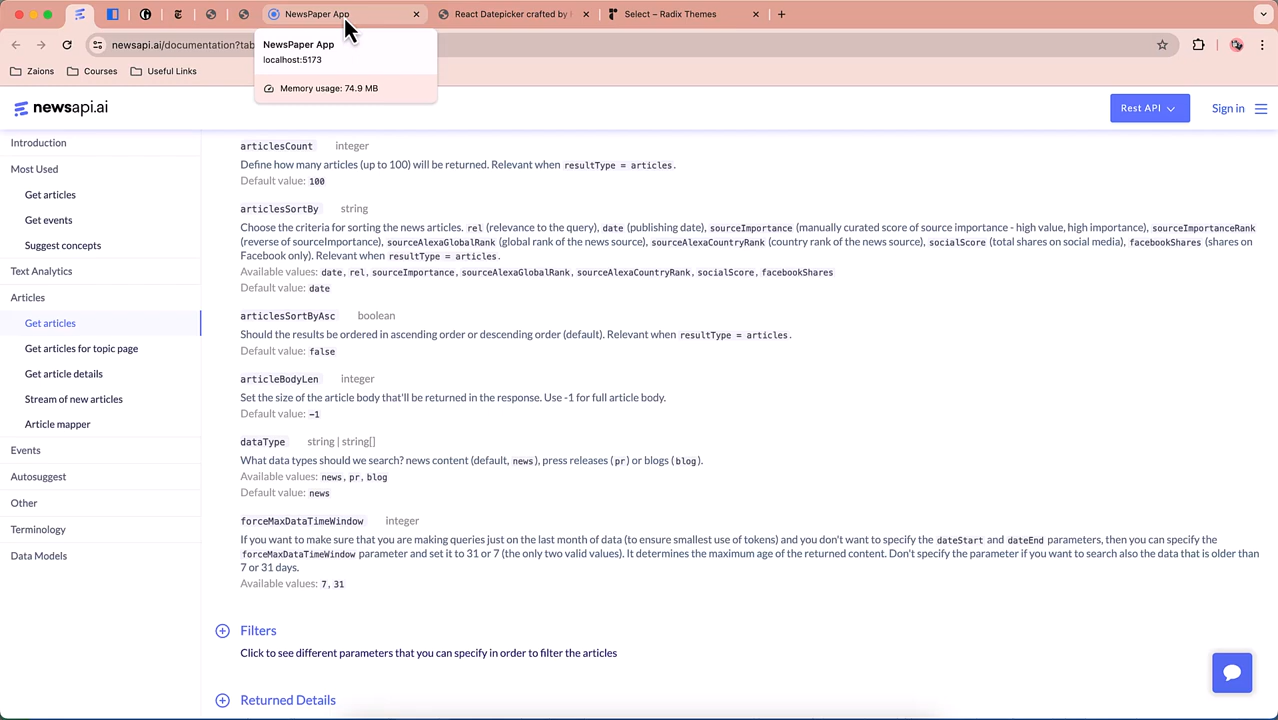 NewsPaper App
React Datepicker crafted by
Select – Radix Themes
newsapi.ai/documentation?tab
NewsPaper App
localhost:5173
Memory usage: 74.9 MB
Zaions
Courses
Useful Links
newsapi.ai
Rest API
Sign in
Introduction
Most Used
Get articles
Get events
Suggest concepts
Text Analytics
Articles
Get articles
Get articles for topic page
Get article details
Stream of new articles
Article mapper
Events
Autosuggest
Other
Terminology
Data Models
articlesCount integer
Define how many articles (up to 100) will be returned. Relevant when resultType = articles.
Default value: 100
articlesSortBy string
Choose the criteria for sorting the news articles. rel (relevance to the query), date (publishing date), sourceImportance (manually curated score of source importance - high value, high importance), sourceImportanceRank
(reverse of sourceImportance), sourceAlexaGlobalRank (global rank of the news source), sourceAlexaCountryRank (country rank of the news source), socialScore (total shares on social media), facebookShares (shares on
Facebook only). Relevant when resultType = articles.
Available values: date, rel, sourceImportance, sourceAlexaGlobalRank, sourceAlexaCountryRank, socialScore, facebookShares
Default value: date
articlesSortByAsc boolean
Should the results be ordered in ascending order or descending order (default). Relevant when resultType = articles.
Default value: false
articleBodyLen integer
Set the size of the article body that'll be returned in the response. Use -1 for full article body.
Default value: -1
dataType string | string[]
What data types should we search? news content (default, news), press releases (pr) or blogs (blog).
Available values: news, pr, blog
Default value: news
forceMaxDataTimeWindow integer
If you want to make sure that you are making queries just on the last month of data (to ensure smallest use of tokens) and you don't want to specify the dateStart and dateEnd parameters, then you can specify the
forceMaxDataTimeWindow parameter and set it to 31 or 7 (the only two valid values). It determines the maximum age of the returned content. Don't specify the parameter if you want to search also the data that is older than
7 or 31 days.
Available values: 7, 31
Filters
Click to see different parameters that you can specify in order to filter the articles
Returned Details